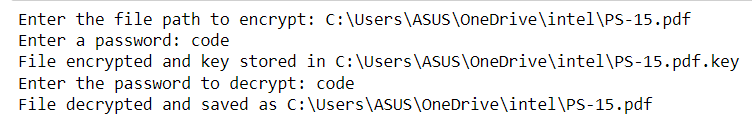 Enter the file path to encrypt: C:\Users\ASUS\OneDrive\intel\PS-15.pdf
Enter a password: code
File encrypted and key stored in C:\Users\ASUS\OneDrive\intel\PS-15.pdf.key
Enter the password to decrypt: code
File decrypted and saved as C:\Users\ASUS\OneDrive\intel\PS-15.pdf